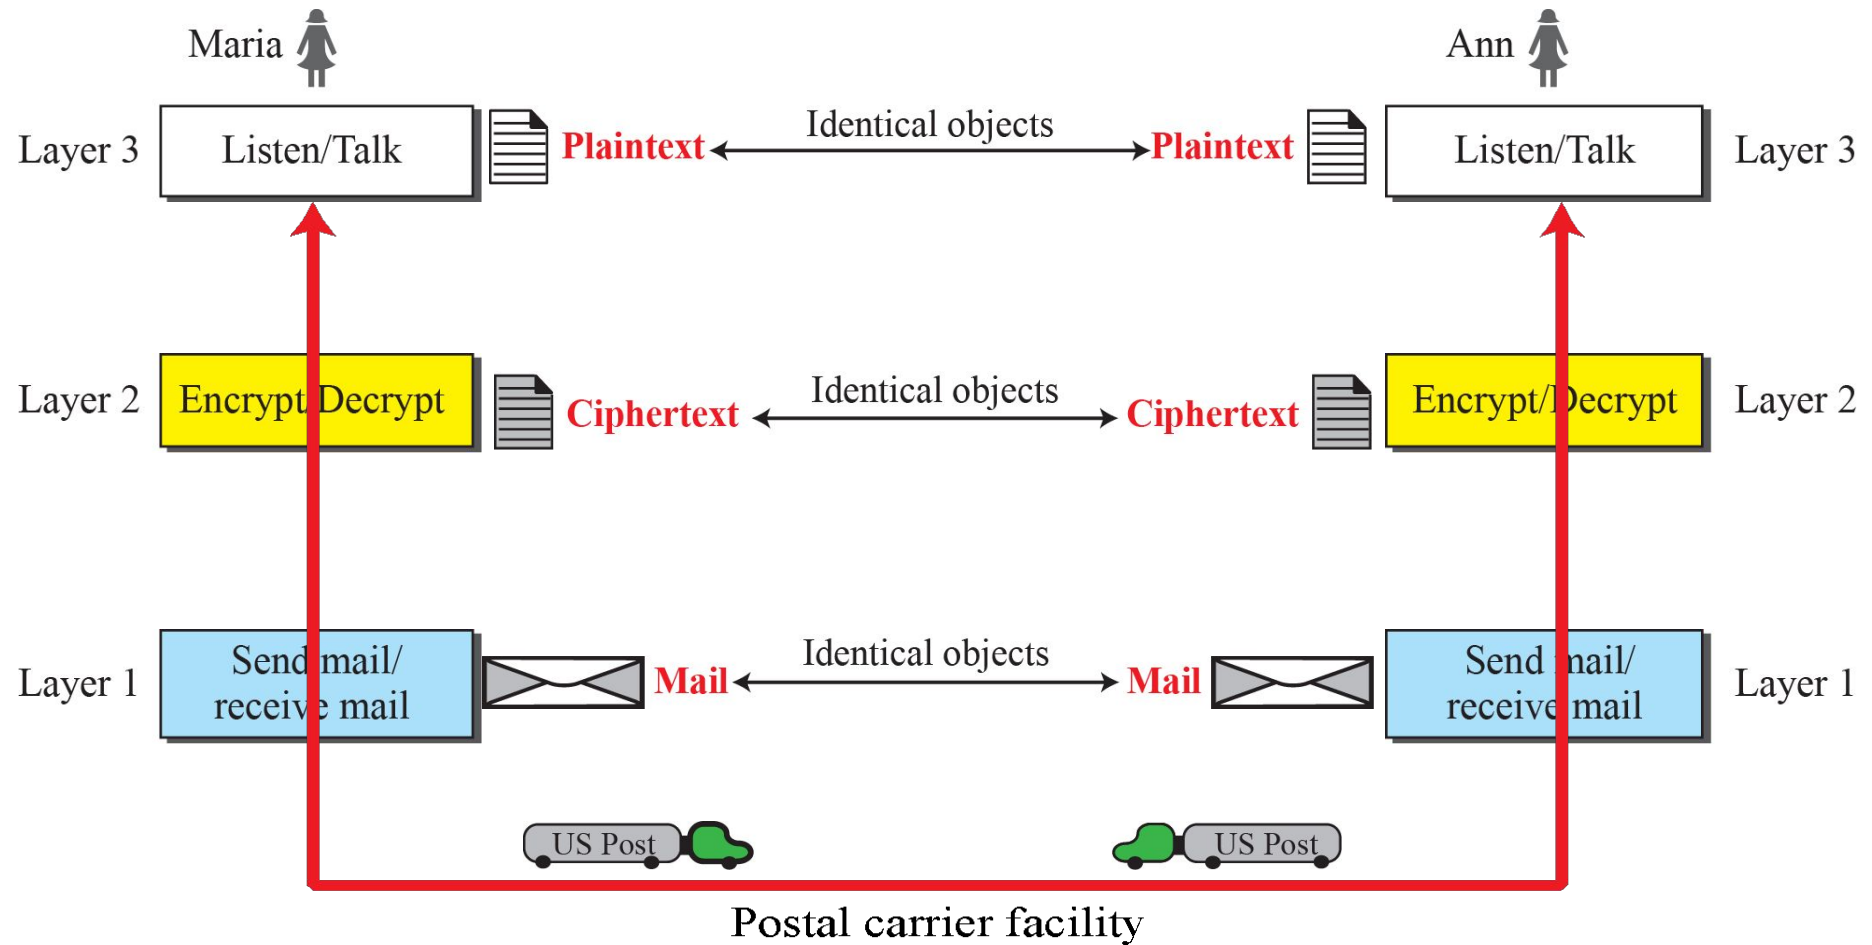 Maria
Ann
Layer 3
Listen/Talk
Plaintext
Identical objects
Plaintext
Listen/Talk
Layer 3
Layer 2
Encrypt/Decrypt
Ciphertext
Identical objects
Ciphertext
Encrypt/Decrypt
Layer 2
Layer 1
Send mail/
receive mail
Mail
Identical objects
Mail
Send mail/
receive mail
Layer 1
US Post
US Post
Postal carrier facility